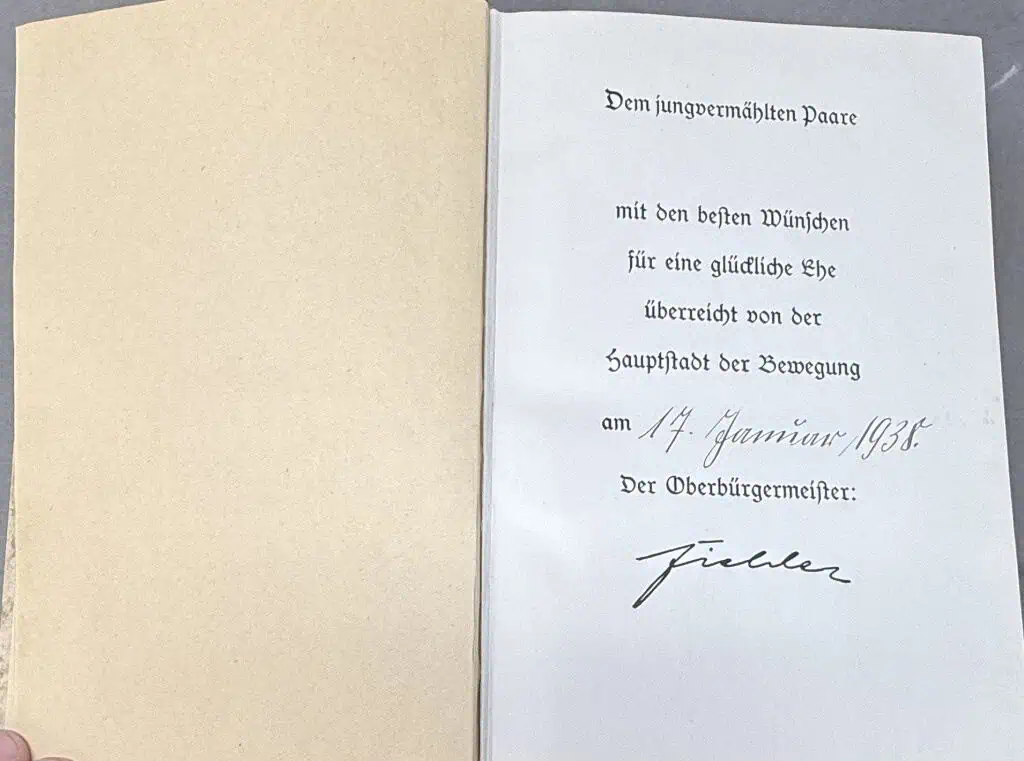 Dem jungvermählten Paare
mit den besten Wünschen
für eine glückliche Ehe
überreicht von der
Hauptstadt der Bewegung
am 17. Januar 1938.
Der Oberbürgermeister:
Fiehler